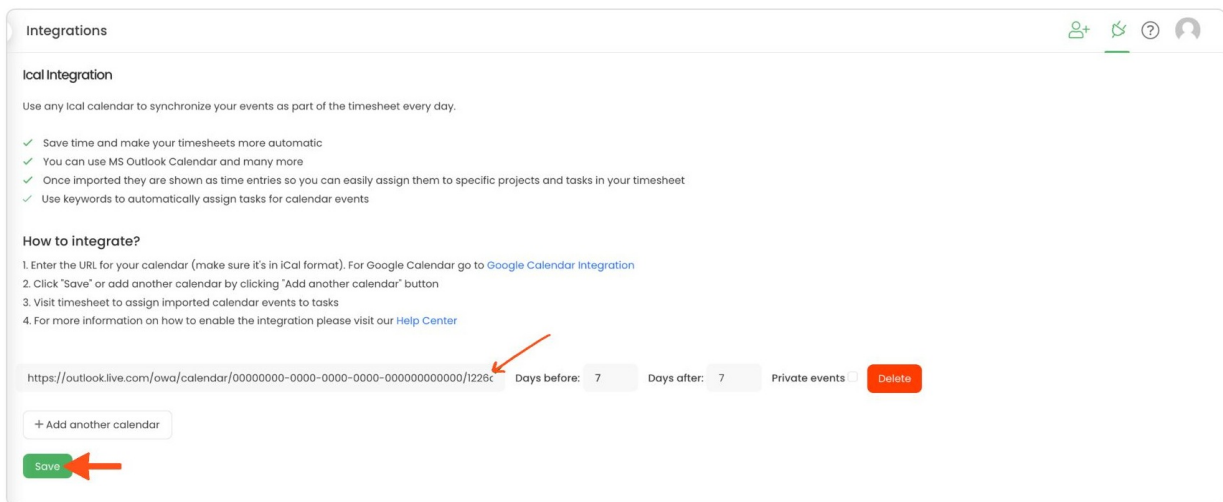 Integrations
Ical Integration
Use any Ical calendar to synchronize your events as part of the timesheet every day.
Save time and make your timesheets more automatic
You can use MS Outlook Calendar and many more
Once imported they are shown as time entries so you can easily assign them to specific projects and tasks in your timesheet
Use keywords to automatically assign tasks for calendar events
How to integrate?
1. Enter the URL for your calendar (make sure it's in iCal format). For Google Calendar go to Google Calendar Integration
2. Click "Save" or add another calendar by clicking "Add another calendar" button
3. Visit timesheet to assign imported calendar events to tasks
4. For more information on how to enable the integration please visit our Help Center
https://outlook.live.com/owa/calendar/00000000-0000-0000-0000-000000000000/1226c Days before: 7 Days after: 7 Private events Delete
+ Add another calendar
Save